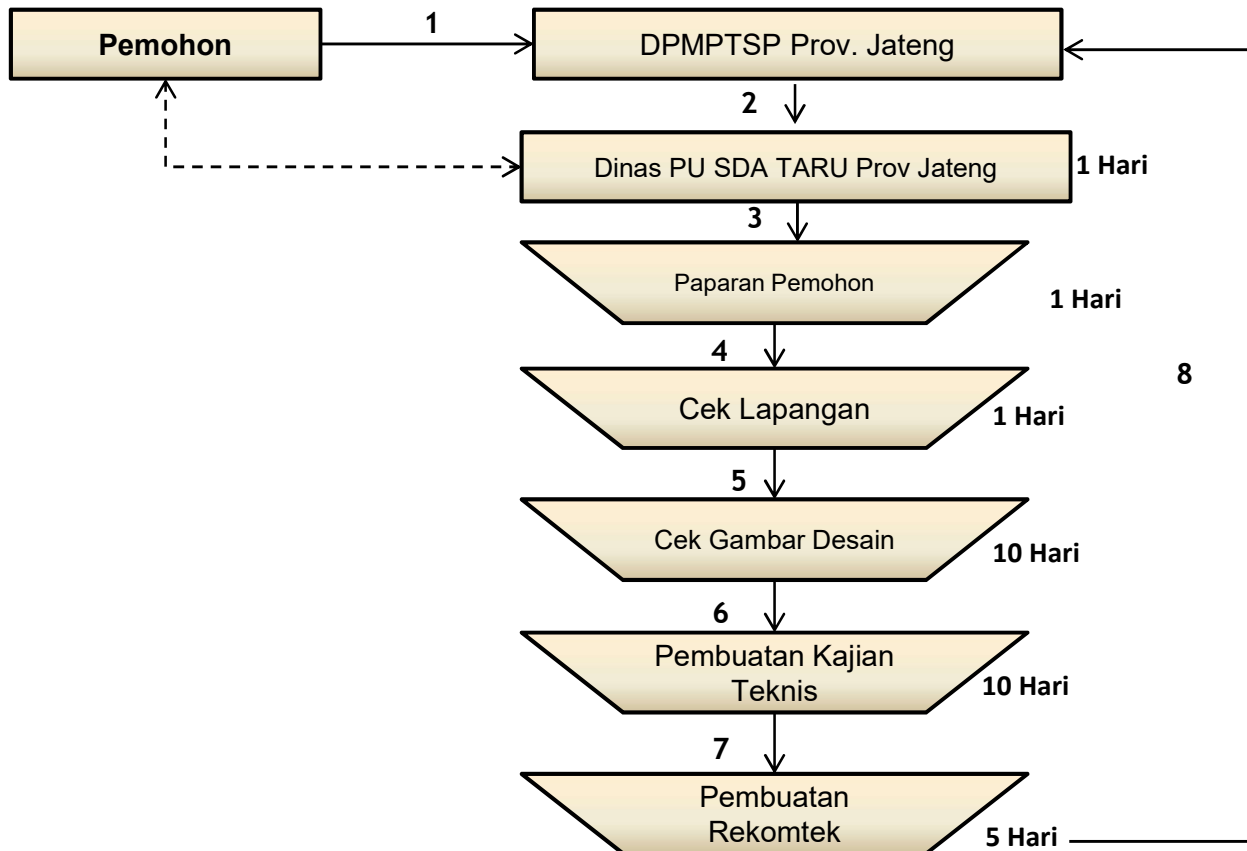 Pemohon
1
DPMPTSP Prov. Jateng
2
Dinas PU SDA TARU Prov Jateng
1 Hari
3
Paparan Pemohon
1 Hari
4
8
Cek Lapangan
1 Hari
5
Cek Gambar Desain
10 Hari
6
Pembuatan Kajian
Teknis
10 Hari
7
Pembuatan
Rekomtek
5 Hari